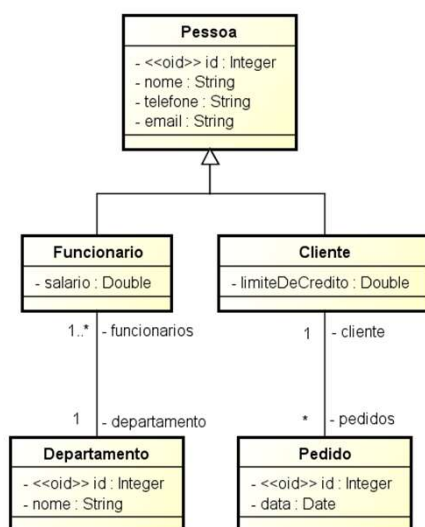 Pessoa
- <<oid>> id : Integer
- nome : String
- telefone : String
- email : String
Funcionario
- salario : Double
Cliente
- limiteDeCredito : Double
1..* - funcionarios
1 - cliente
1 - departamento
* - pedidos
Departamento
- <<oid>> id : Integer
- nome : String
Pedido
- <<oid>> id : Integer
- data : Date